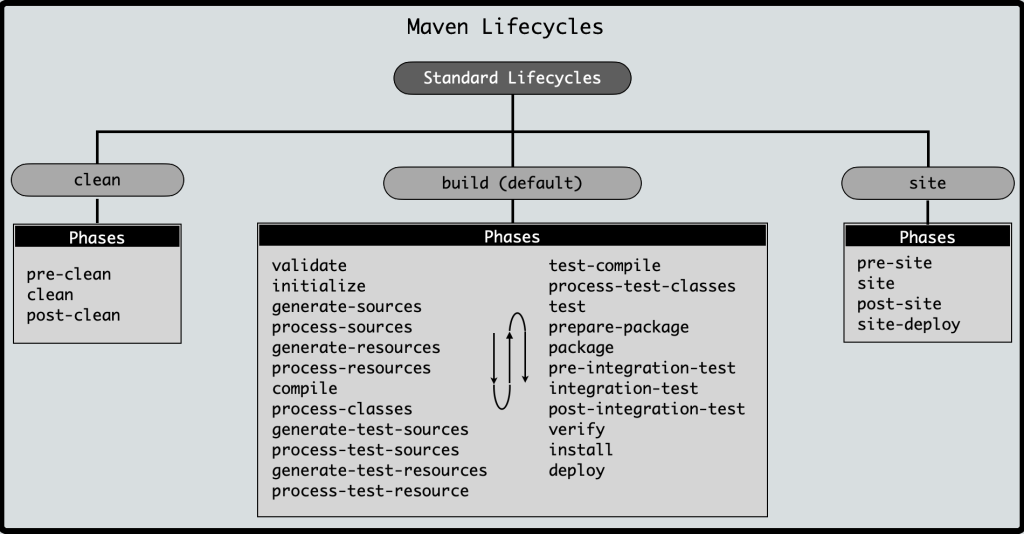 Maven Lifecycles
Standard Lifecycles
clean
build (default)
site
Phases
pre-clean
clean
post-clean
Phases
validate
initialize
generate-sources
process-sources
generate-resources
process-resources
compile
process-classes
generate-test-sources
process-test-sources
generate-test-resources
process-test-resource
test-compile
process-test-classes
test
prepare-package
package
pre-integration-test
integration-test
post-integration-test
verify
install
deploy
Phases
pre-site
site
post-site
site-deploy